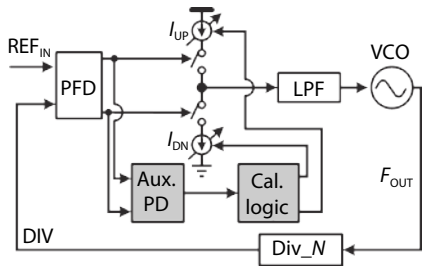 REF_IN
PFD
I_UP
I_DN
LPF
VCO
Aux.
PD
Cal.
logic
F_OUT
DIV
Div_N